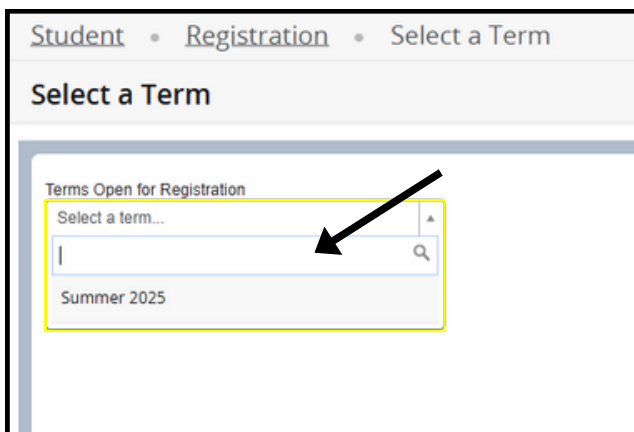 Student • Registration • Select a Term
Select a Term
Terms Open for Registration
Select a term...
Summer 2025